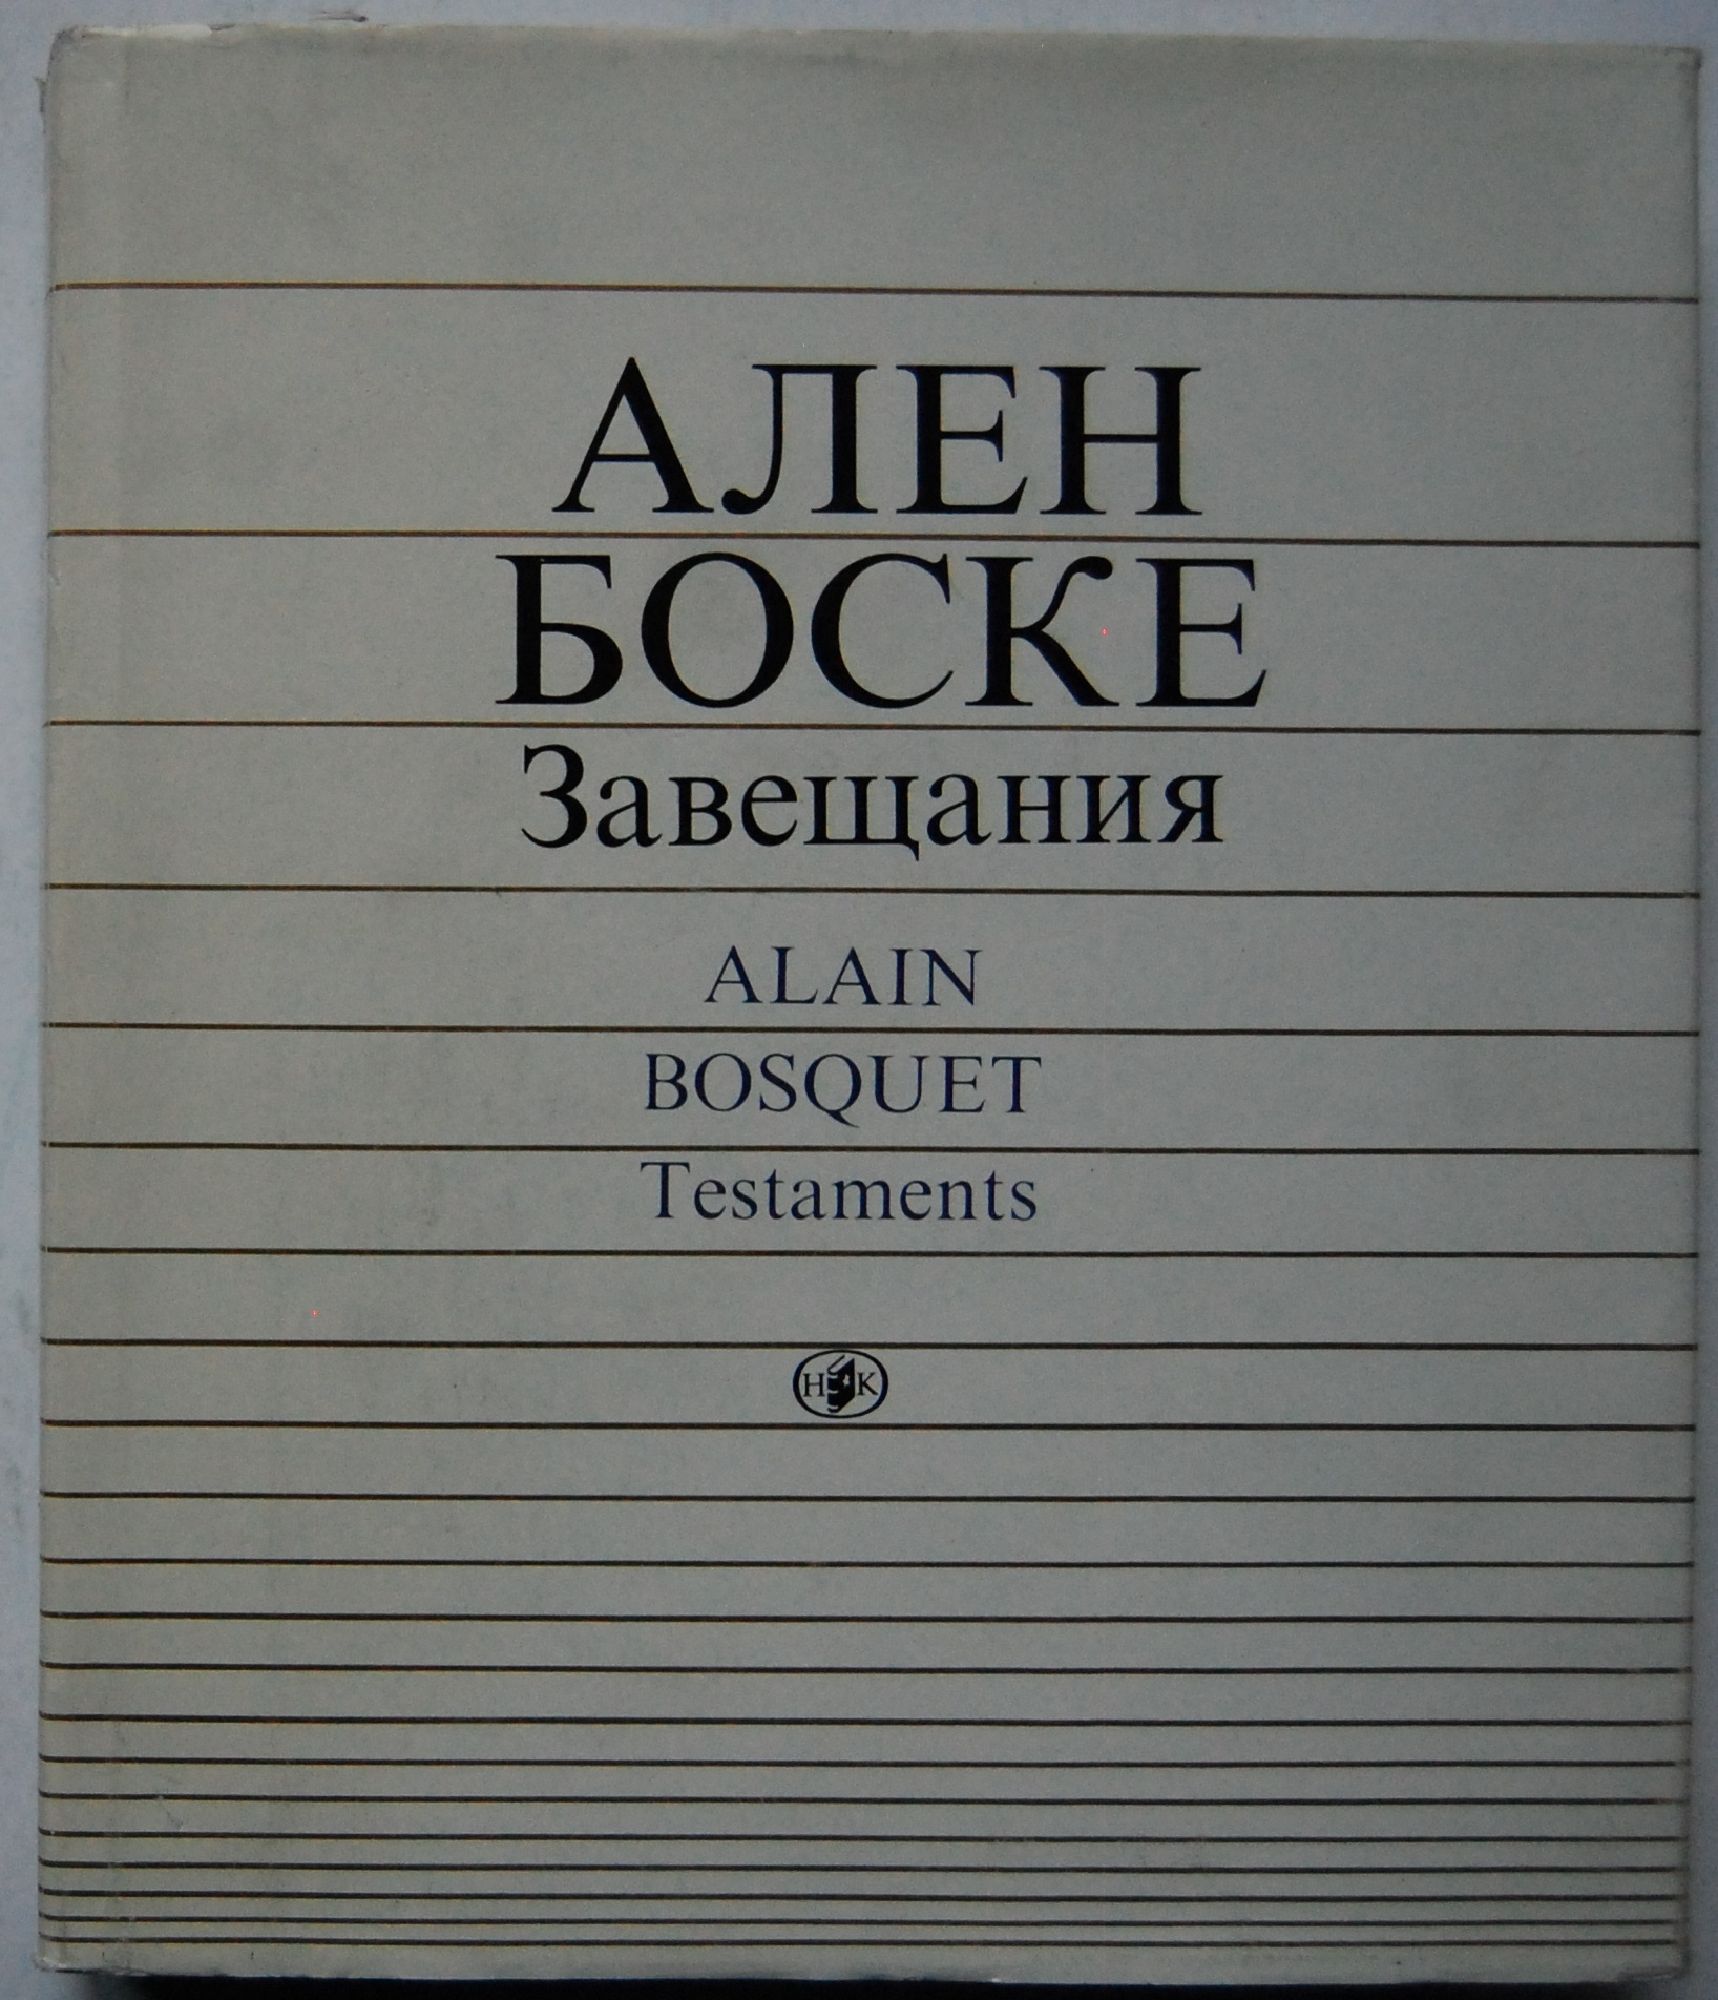 АЛЕН
БОСКЕ
Завещания
ALAIN
BOSQUET
Testaments
Н К